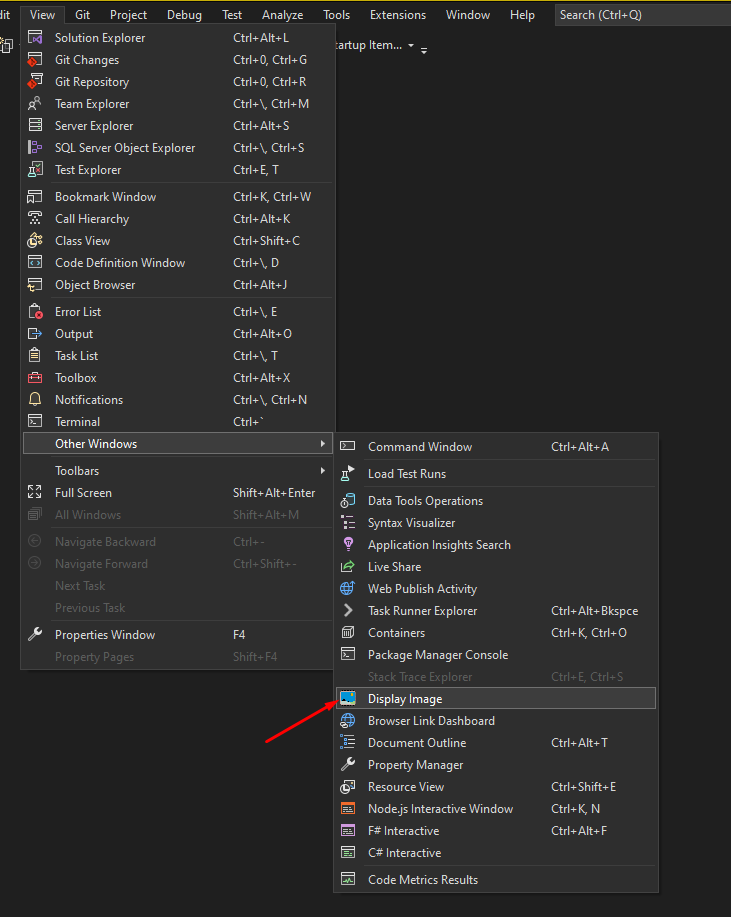 dit View Git Project Debug Test Analyze Tools Extensions Window Help Search (Ctrl+Q)
Solution Explorer Ctrl+Alt+L
tartup Item...
Git Changes Ctrl+0, Ctrl+G
Git Repository Ctrl+0, Ctrl+R
Team Explorer Ctrl+\, Ctrl+M
Server Explorer Ctrl+Alt+S
SQL Server Object Explorer Ctrl+\, Ctrl+S
Test Explorer Ctrl+E, T
Bookmark Window Ctrl+K, Ctrl+W
Call Hierarchy Ctrl+Alt+K
Class View Ctrl+Shift+C
Code Definition Window Ctrl+\, D
Object Browser Ctrl+Alt+J
Error List Ctrl+\, E
Output Ctrl+Alt+O
Task List Ctrl+\, T
Toolbox Ctrl+Alt+X
Notifications Ctrl+\, Ctrl+N
Terminal Ctrl+`
Other Windows
Toolbars
Full Screen Shift+Alt+Enter
All Windows Shift+Alt+M
Navigate Backward Ctrl+-
Navigate Forward Ctrl+Shift+-
Next Task
Previous Task
Properties Window F4
Property Pages Shift+F4
Command Window Ctrl+Alt+A
Load Test Runs
Data Tools Operations
Syntax Visualizer
Application Insights Search
Live Share
Web Publish Activity
Task Runner Explorer Ctrl+Alt+Bkspce
Containers Ctrl+K, Ctrl+O
Package Manager Console
Stack Trace Explorer Ctrl+E, Ctrl+S
Display Image
Browser Link Dashboard
Document Outline Ctrl+Alt+T
Property Manager
Resource View Ctrl+Shift+E
Node.js Interactive Window Ctrl+K, N
F# Interactive Ctrl+Alt+F
C# Interactive
Code Metrics Results